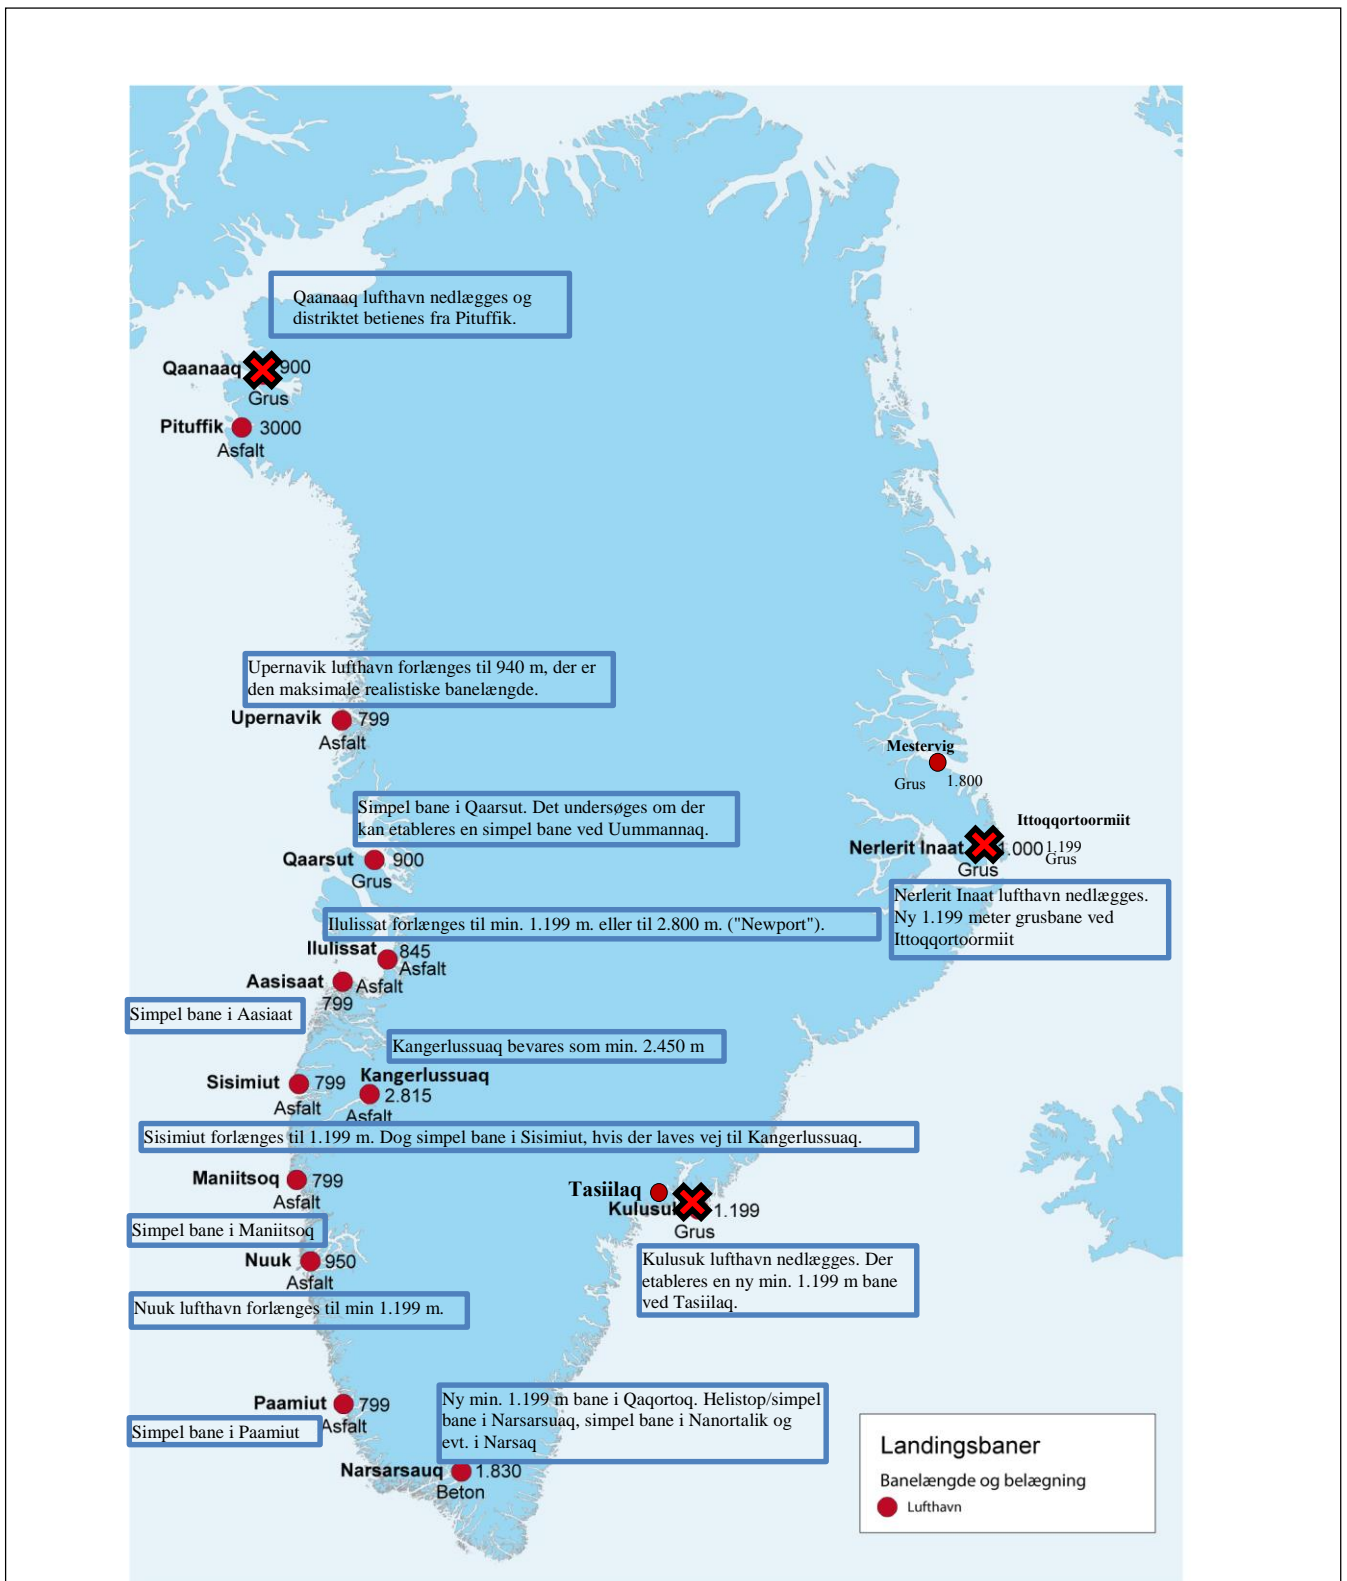 Qaanaaq lufthavn nedlægges og
distriktet betjenes fra Pituffik.
Qaanaaq 900
Grus
Pituffik 3000
Asfalt
Upernavik lufthavn forlænges til 940 m, der er
den maksimale realistiske banelængde.
Upernavik 799
Asfalt
Mestervig
Grus 1.800
Simpel bane i Qaarsut. Det undersøges om der
kan etableres en simpel bane ved Uummannaq.
Qaarsut 900
Grus
Ittoqqortoormiit
1.199
Grus
Nerlerit Inaat 1.000
Grus
Nerlerit Inaat lufthavn nedlægges.
Ny 1.199 meter grusbane ved
Ittoqqortoormiit
Ilulissat forlænges til min. 1.199 m. eller til 2.800 m. ("Newport").
Ilulissat 845
Asfalt
Aasisaat Asfalt
799
Simpel bane i Aasiaat
Kangerlussuaq bevares som min. 2.450 m
Kangerlussuaq
2.815
Asfalt
Sisimiut 799
Asfalt
Sisimiut forlænges til 1.199 m. Dog simpel bane i Sisimiut, hvis der laves vej til Kangerlussuaq.
Maniitsoq 799
Asfalt
Simpel bane i Maniitsoq
Tasiilaq
Kulusuk 1.199
Grus
Kulusuk lufthavn nedlægges. Der
etableres en ny min. 1.199 m bane
ved Tasiilaq.
Nuuk 950
Asfalt
Nuuk lufthavn forlænges til min 1.199 m.
Paamiut 799
Asfalt
Simpel bane i Paamiut
Ny min. 1.199 m bane i Qaqortoq. Helistop/simpel
bane i Narsarsuaq, simpel bane i Nanortalik og
evt. i Narsaq
Narsarsauq 1.830
Beton
Landingsbaner
Banelængde og belægning
Lufthavn